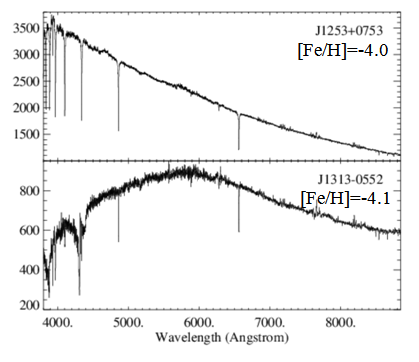 3500
3000
2500
2000
1500
J1253+0753
[Fe/H]=-4.0
800
600
400
200
J1313-0552
[Fe/H]=-4.1
4000. 5000. 6000. 7000. 8000.
Wavelength (Angstrom)